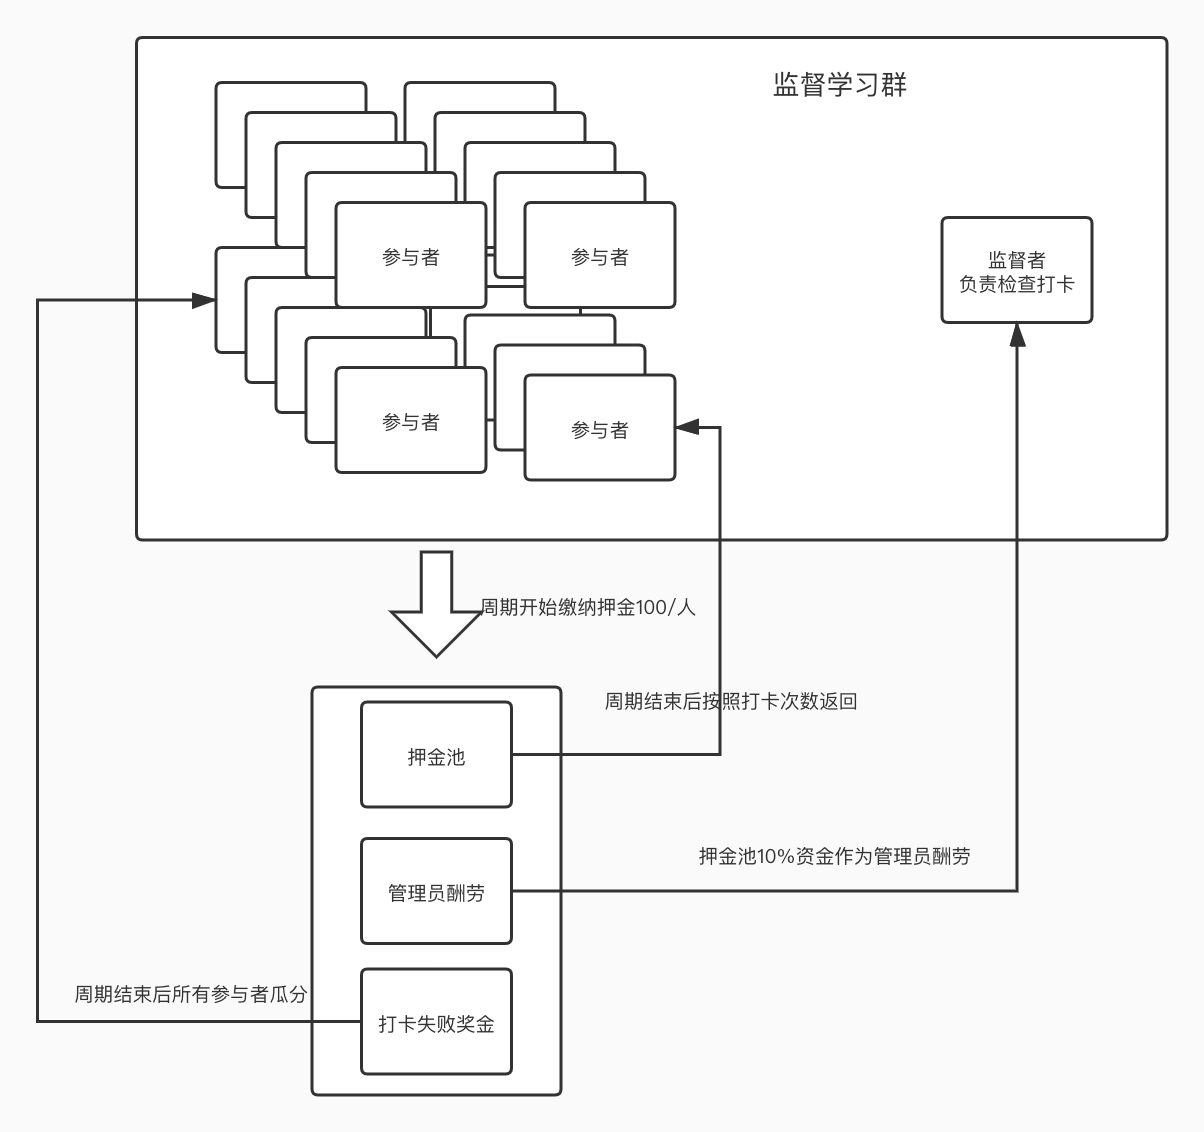 监督学习群
参与者
参与者
监督者
负责检查打卡
参与者
参与者
周期开始缴纳押金100/人
周期结束后按照打卡次数返回
押金池
押金池10%资金作为管理员酬劳
管理员酬劳
周期结束后所有参与者瓜分
打卡失败奖金